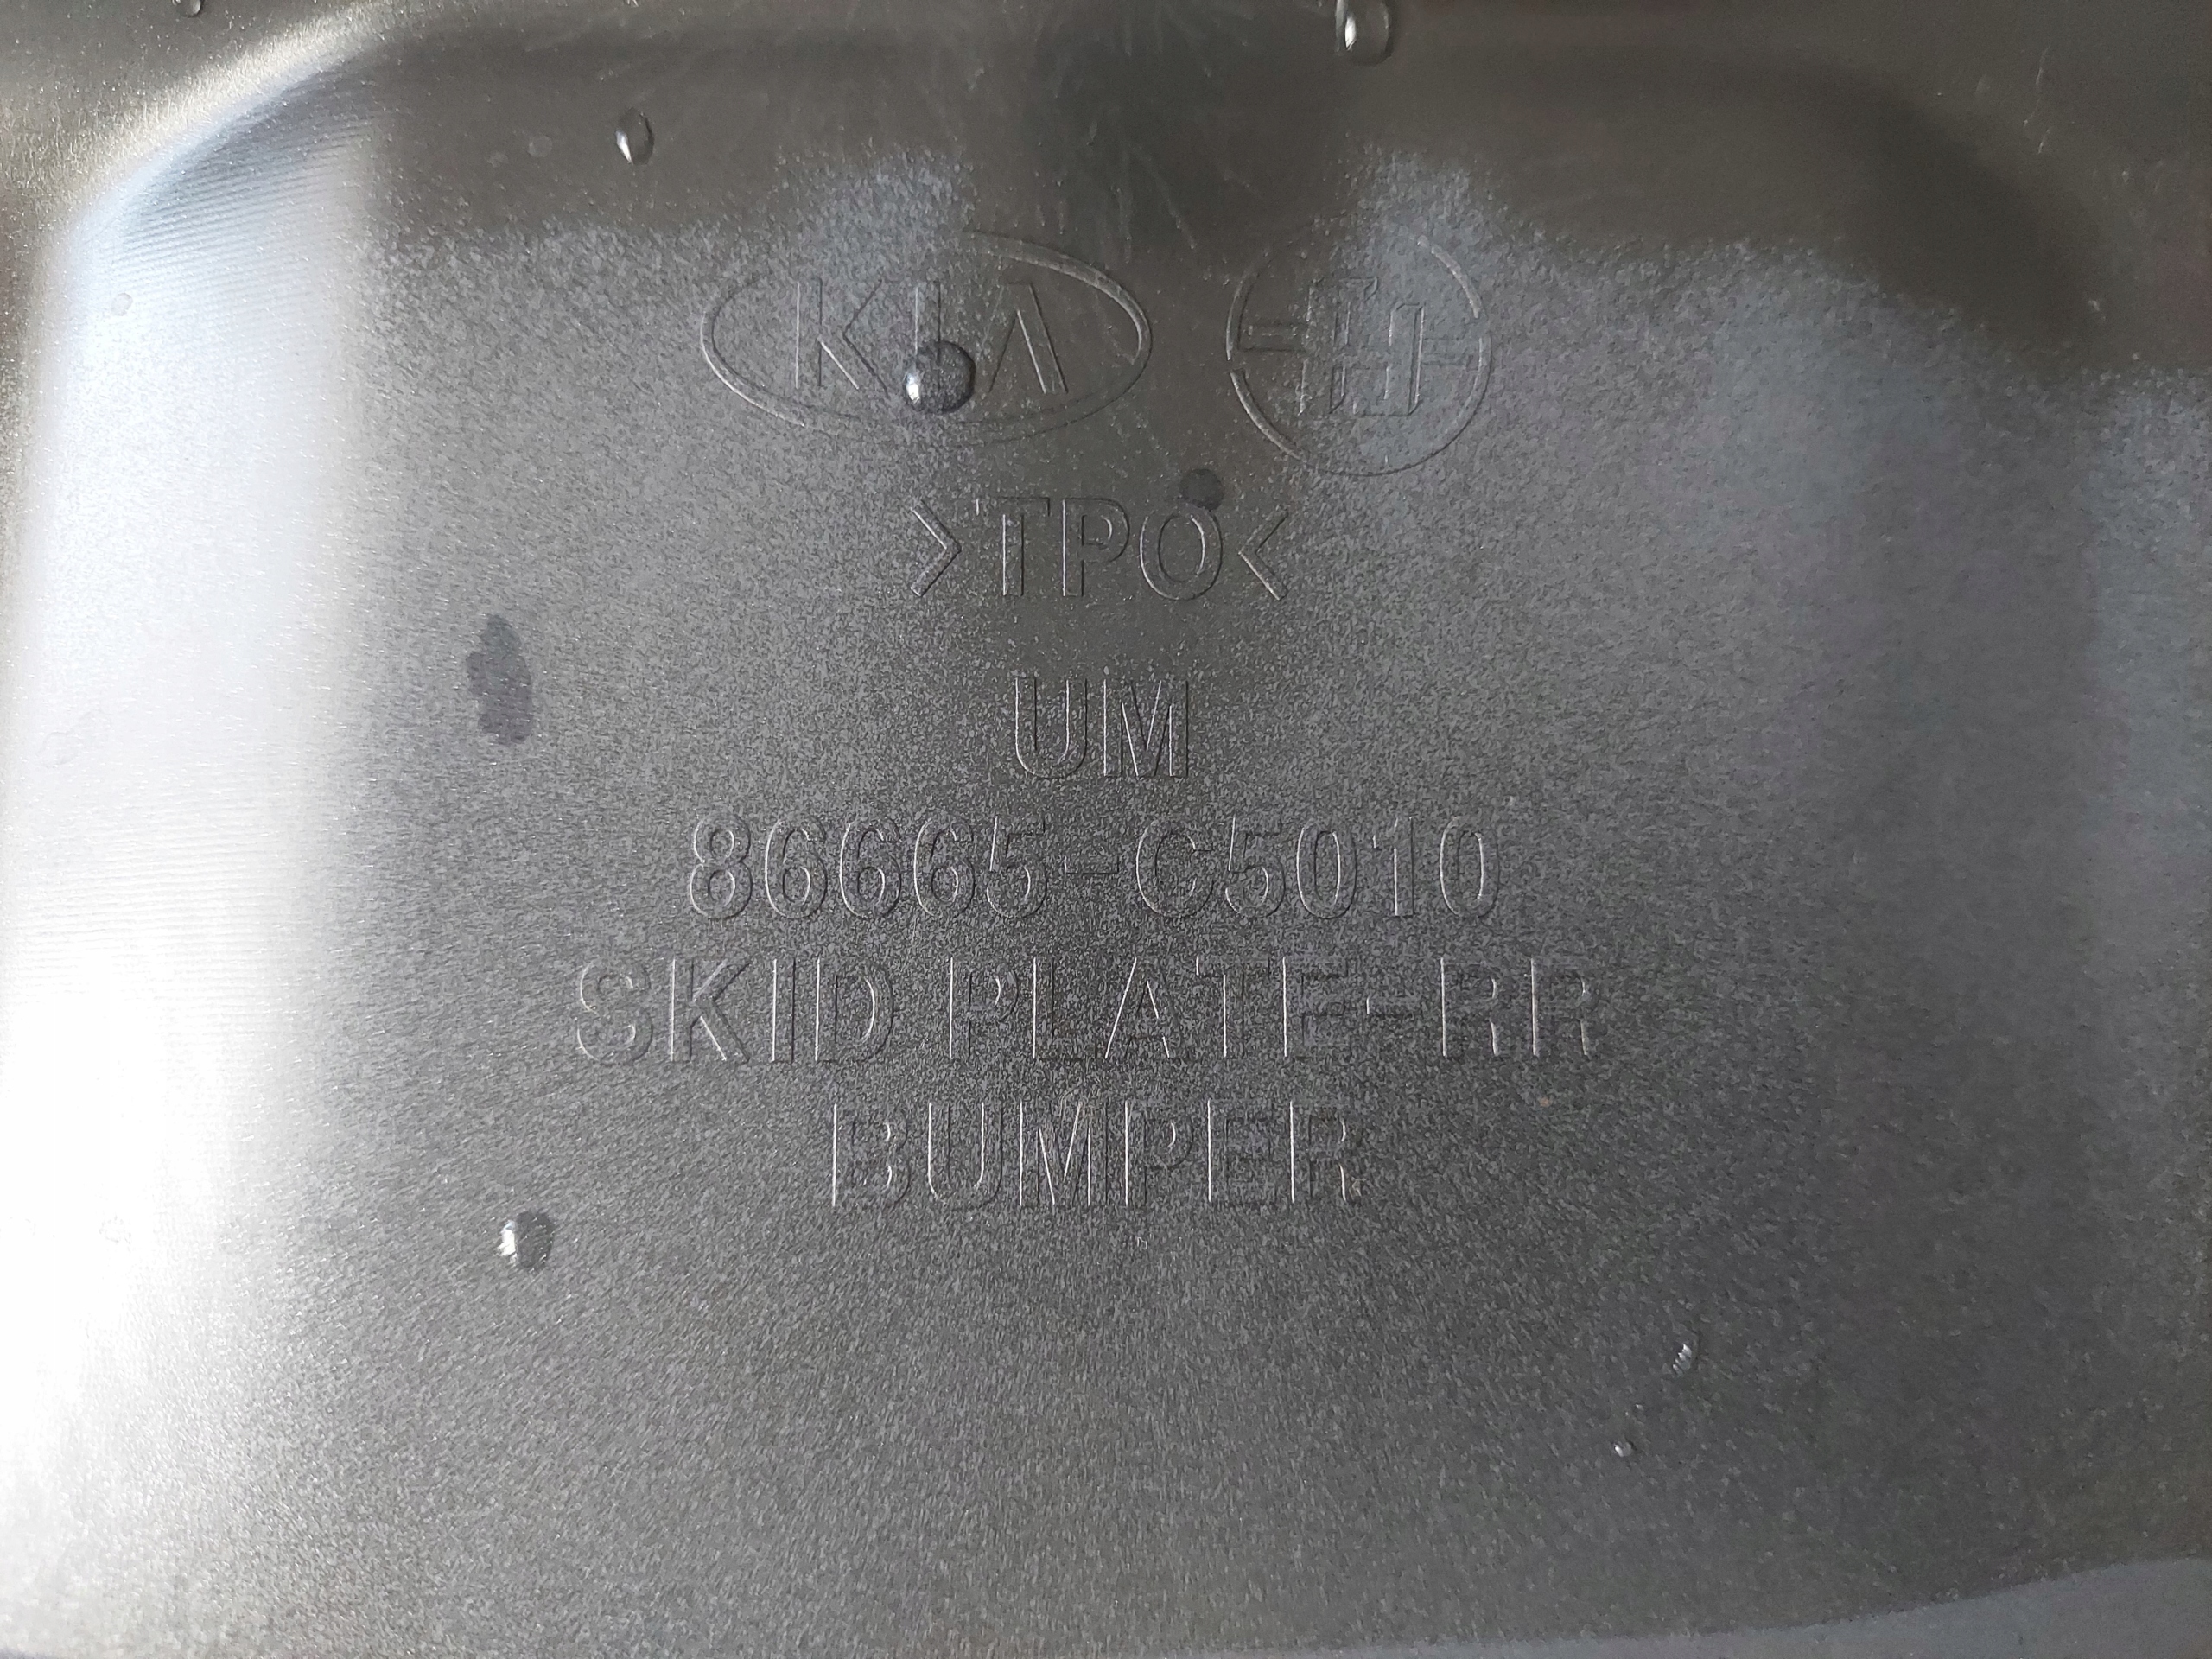 KIA
>TPO<
UM
86665-C5010
SKID PLATE-RR
BUMPER